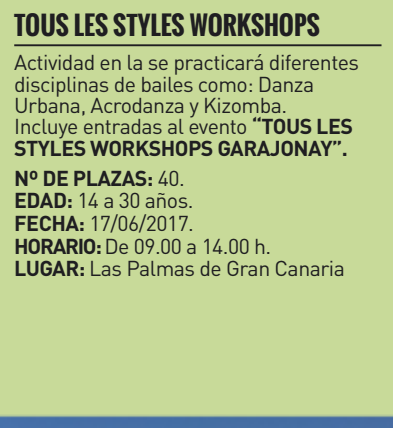 TOUS LES STYLES WORKSHOPS
Actividad en la se practicará diferentes
disciplinas de bailes como: Danza
Urbana, Acrodanza y Kizomba.
Incluye entradas al evento “TOUS LES
STYLES WORKSHOPS GARAJONAY”.
Nº DE PLAZAS: 40.
EDAD: 14 a 30 años.
FECHA: 17/06/2017.
HORARIO: De 09.00 a 14.00 h.
LUGAR: Las Palmas de Gran Canaria